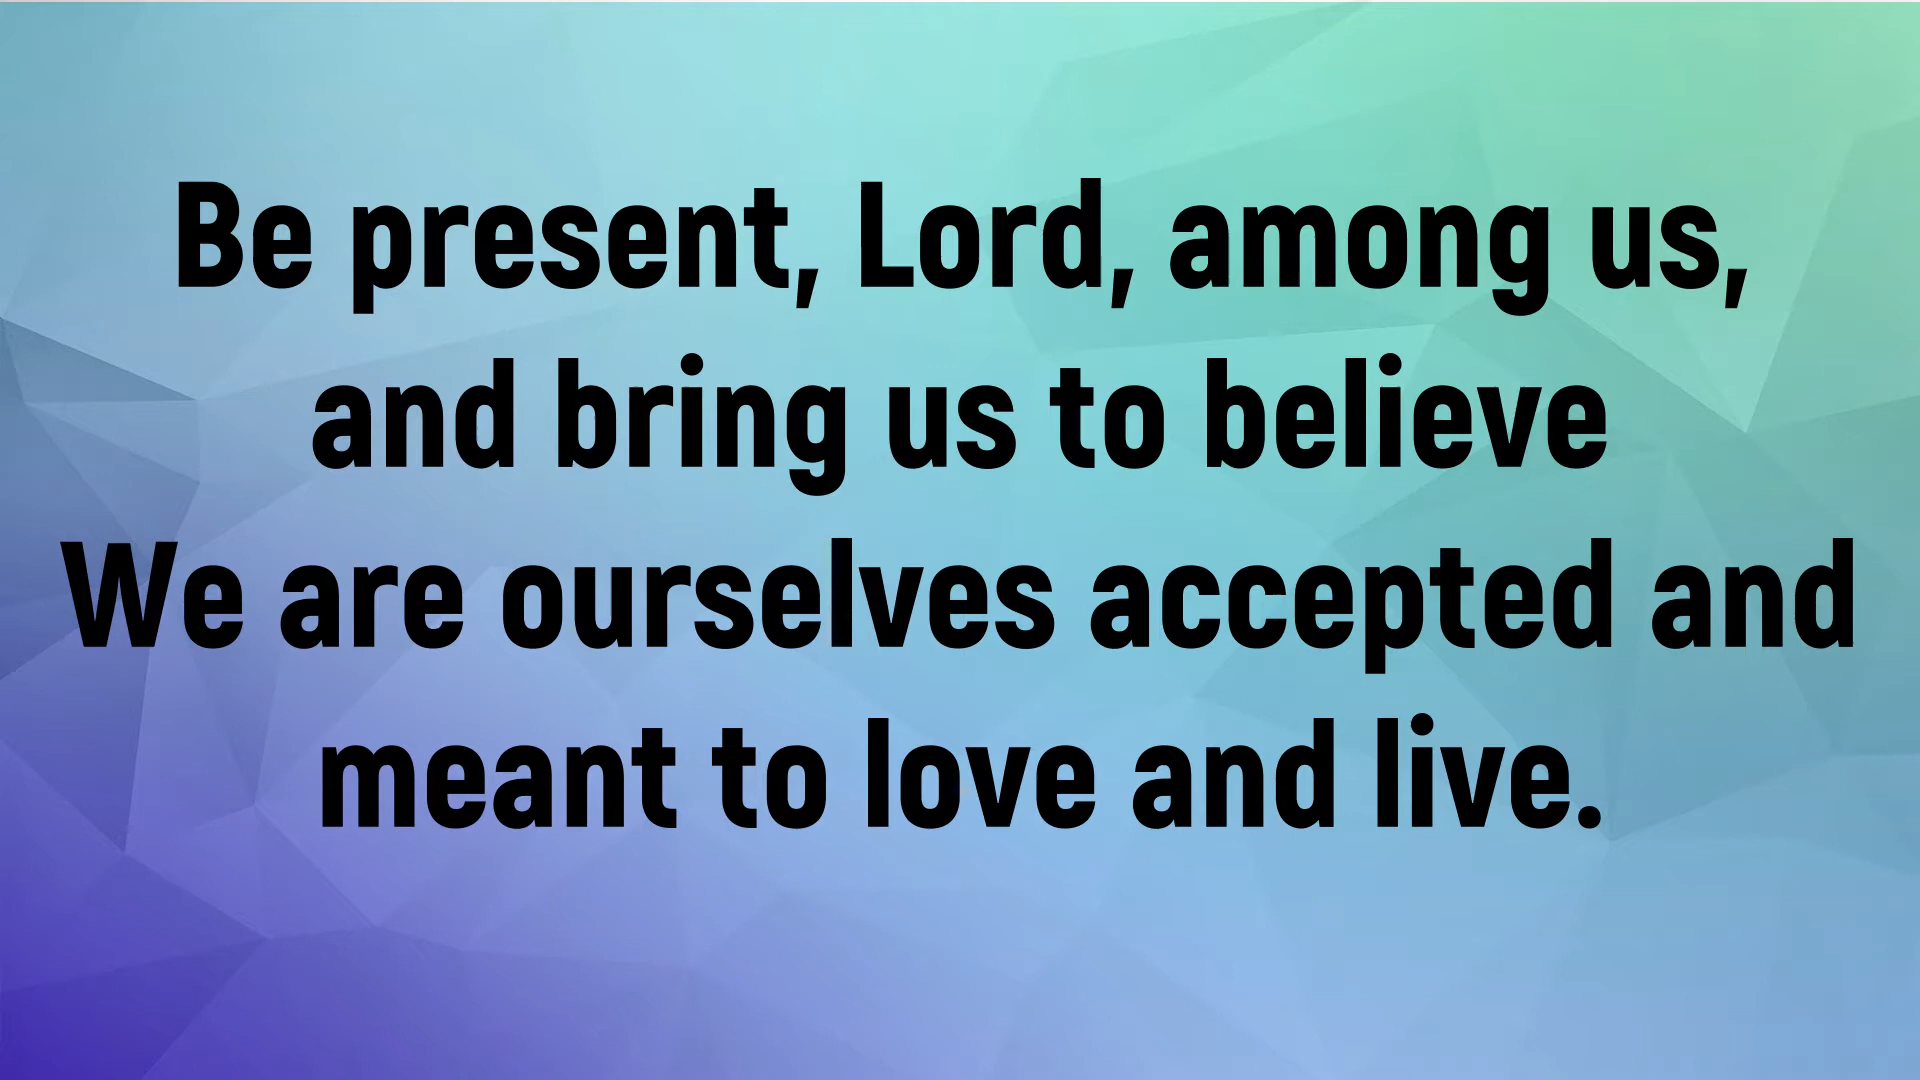 Be present, Lord, among us,
and bring us to believe
We are ourselves accepted and
meant to love and live.